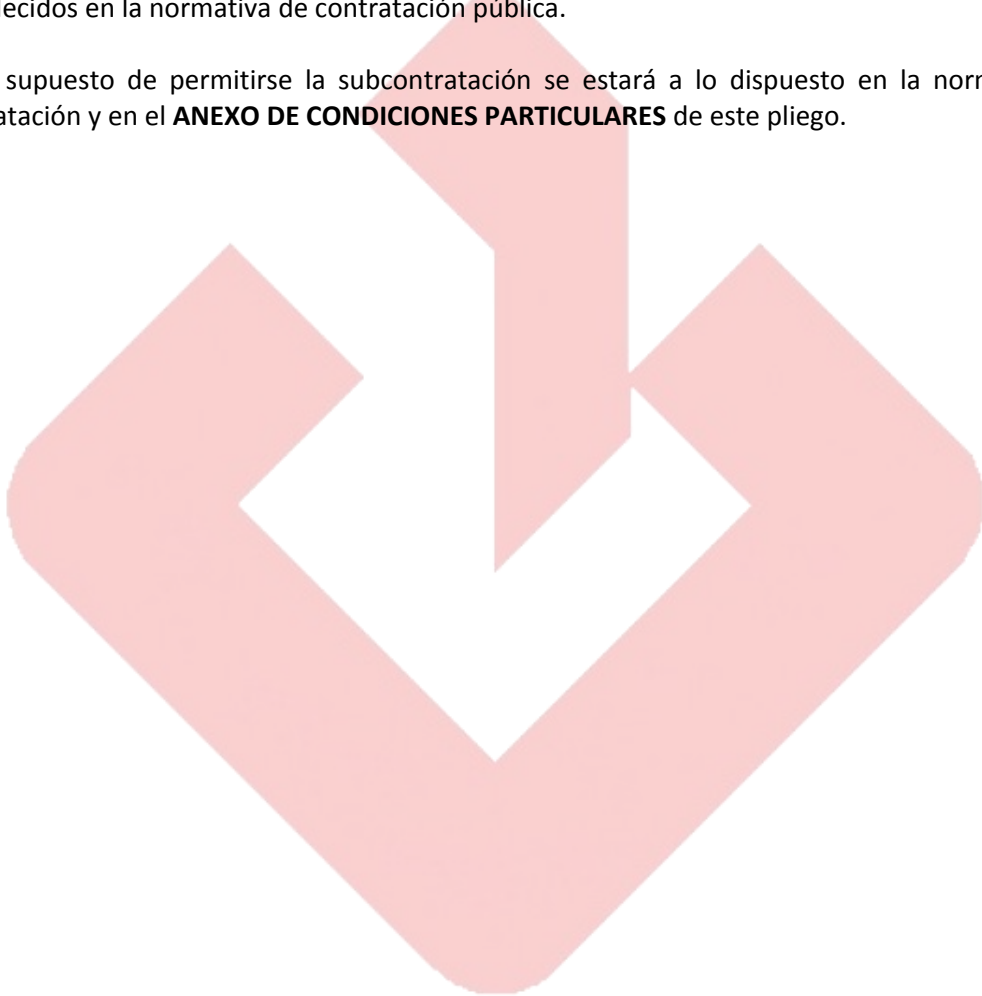 lecidos en la normativa de contratación pública.
supuesto de permitirse la subcontratación se estará a lo dispuesto en la norm
atación y en el ANEXO DE CONDICIONES PARTICULARES de este pliego.